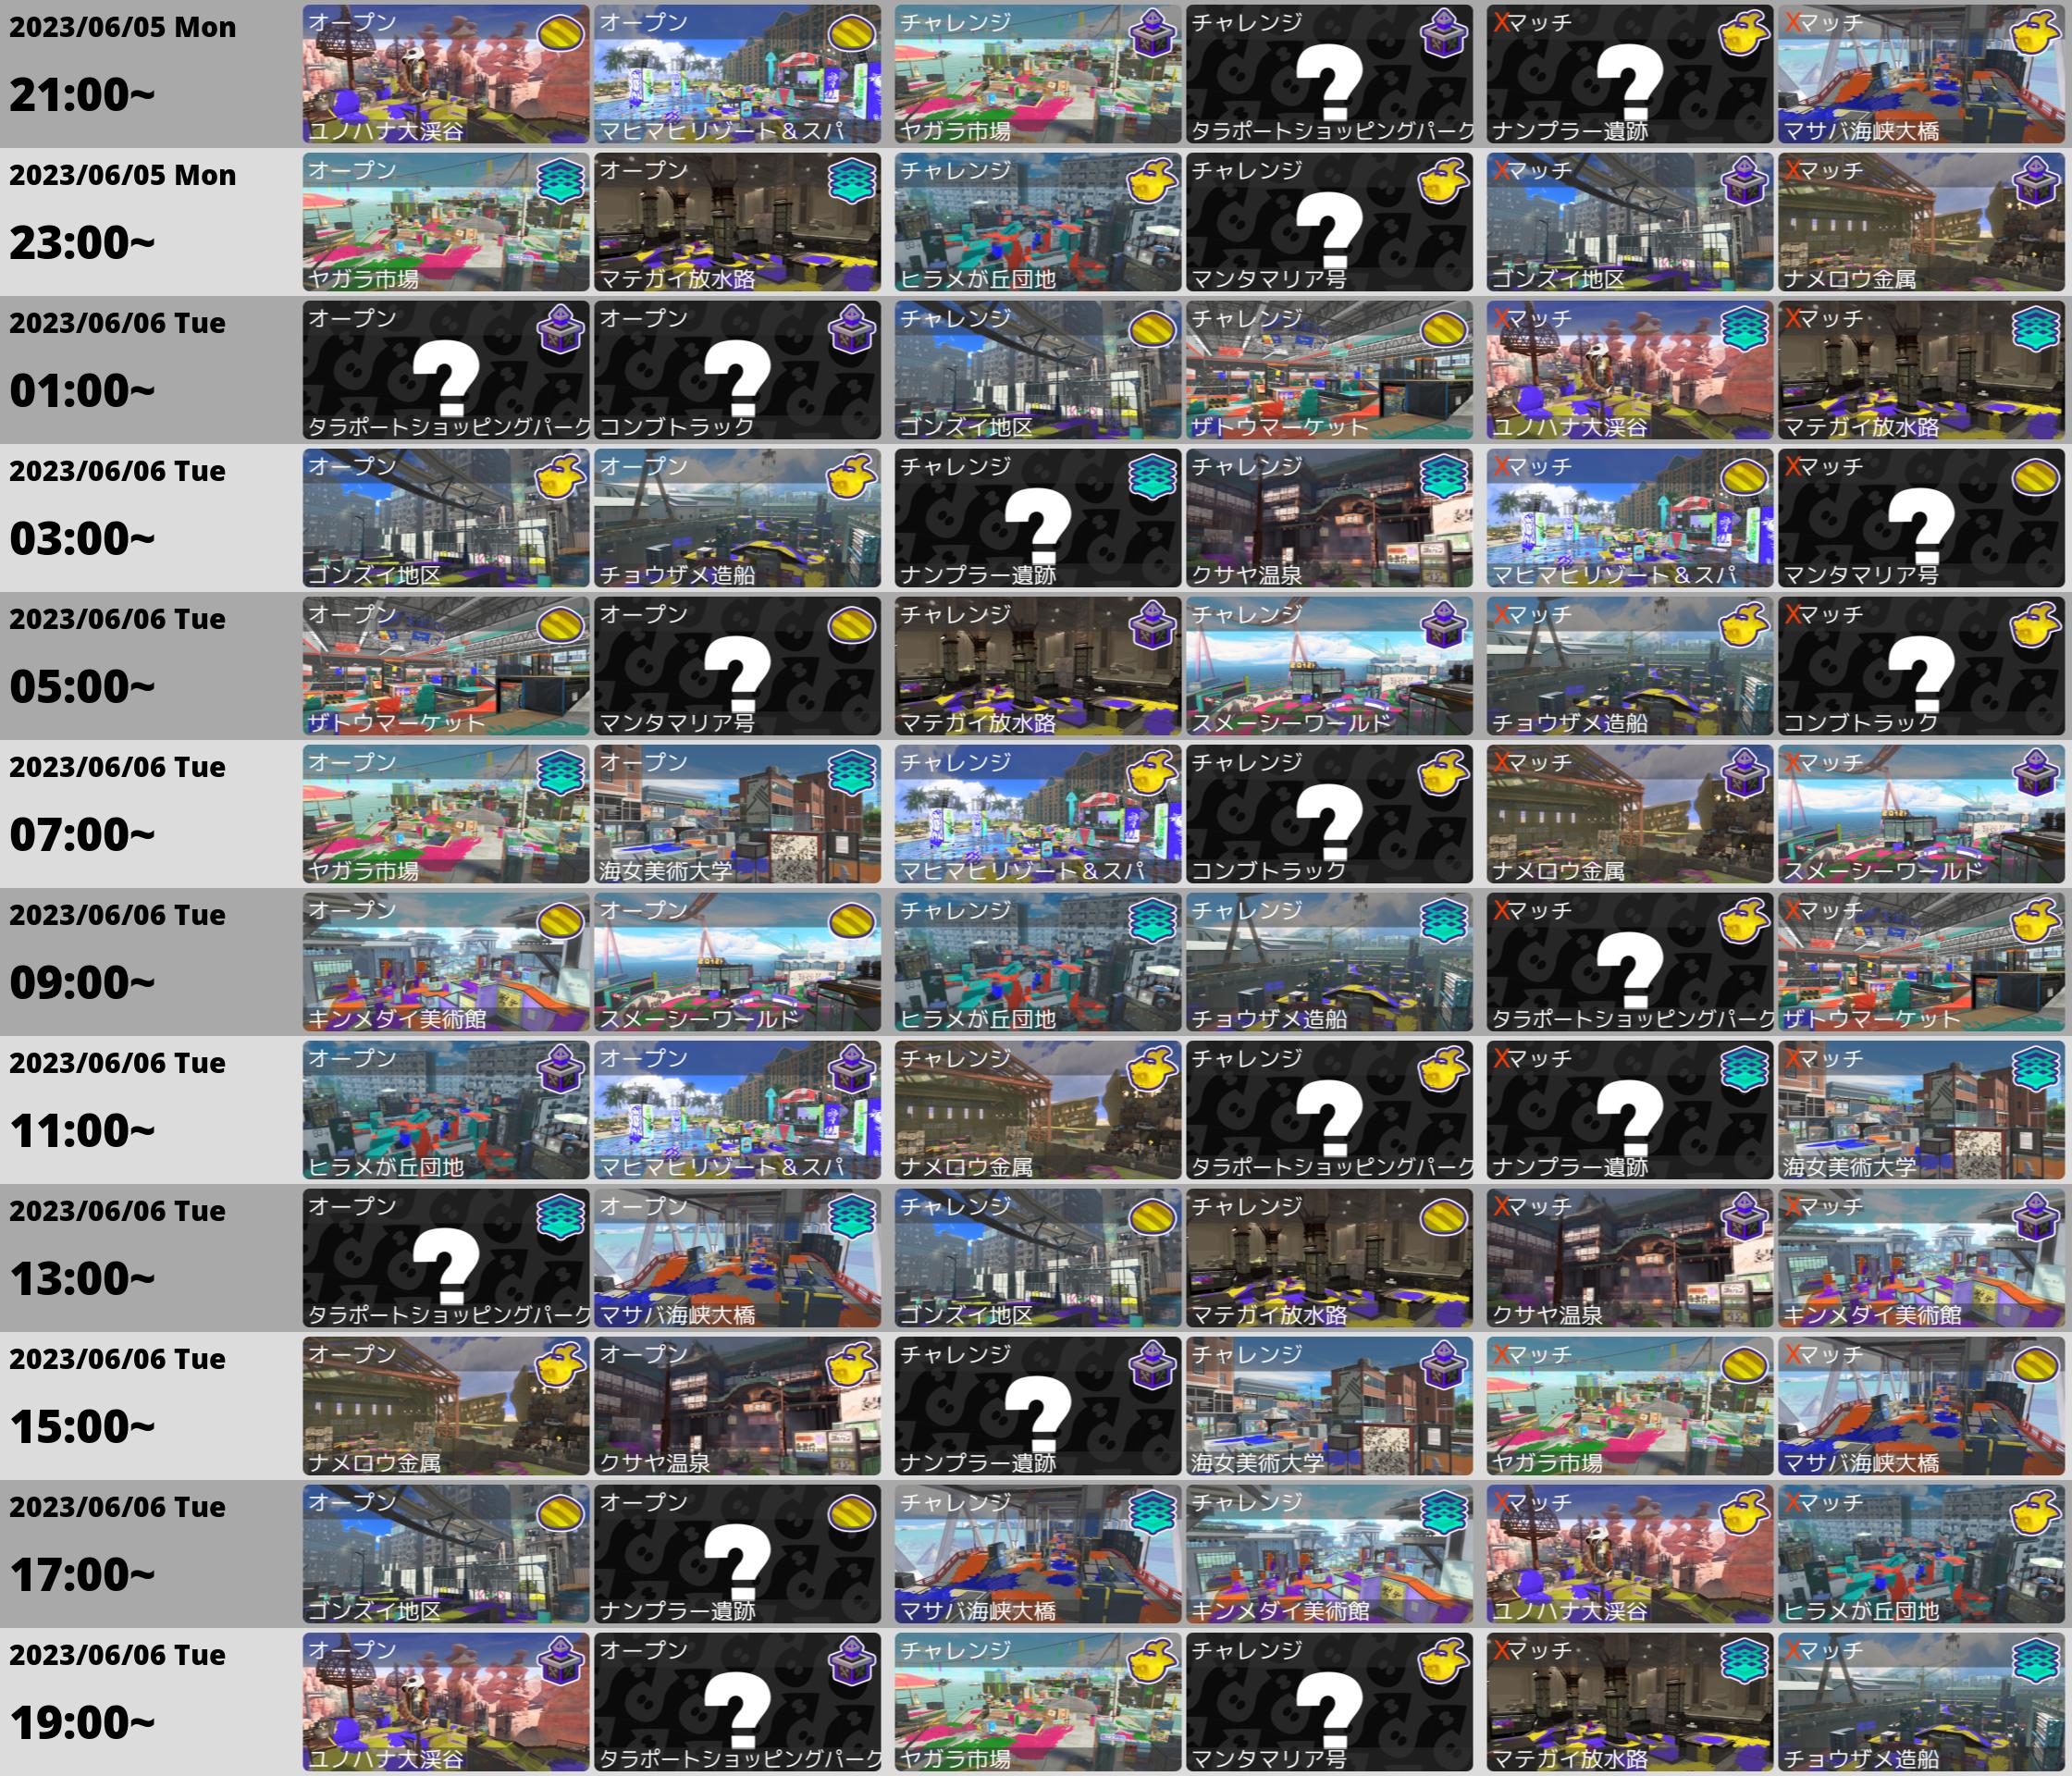 2023/06/05 Mon
21:00~
オープン
ユノハナ大渓谷
オープン
マヒマヒリゾート＆スパ
チャレンジ
ヤガラ市場
チャレンジ
タラポートショッピングパーク
Xマッチ
ナンプラー遺跡
Xマッチ
マサバ海峡大橋
2023/06/05 Mon
23:00~
オープン
ヤガラ市場
オープン
マテガイ放水路
チャレンジ
ヒラメが丘団地
チャレンジ
マンタマリア号
Xマッチ
ゴンズイ地区
Xマッチ
ナメロウ金属
2023/06/06 Tue
01:00~
オープン
タラポートショッピングパーク
オープン
コンブトラック
チャレンジ
ゴンズイ地区
チャレンジ
ザトウマーケット
Xマッチ
ユノハナ大渓谷
Xマッチ
マテガイ放水路
2023/06/06 Tue
03:00~
オープン
ゴンズイ地区
オープン
チョウザメ造船
チャレンジ
ナンプラー遺跡
チャレンジ
クサヤ温泉
Xマッチ
マヒマヒリゾート＆スパ
Xマッチ
マンタマリア号
2023/06/06 Tue
05:00~
オープン
ザトウマーケット
オープン
マンタマリア号
チャレンジ
マテガイ放水路
チャレンジ
スメーシーワールド
Xマッチ
チョウザメ造船
Xマッチ
コンブトラック
2023/06/06 Tue
07:00~
オープン
ヤガラ市場
オープン
海女美術大学
チャレンジ
マヒマヒリゾート＆スパ
チャレンジ
コンブトラック
Xマッチ
ナメロウ金属
Xマッチ
スメーシーワールド
2023/06/06 Tue
09:00~
オープン
キンメダイ美術館
オープン
スメーシーワールド
チャレンジ
ヒラメが丘団地
チャレンジ
チョウザメ造船
Xマッチ
タラポートショッピングパーク
Xマッチ
ザトウマーケット
2023/06/06 Tue
11:00~
オープン
ヒラメが丘団地
オープン
マヒマヒリゾート＆スパ
チャレンジ
ナメロウ金属
チャレンジ
タラポートショッピングパーク
Xマッチ
ナンプラー遺跡
Xマッチ
海女美術大学
2023/06/06 Tue
13:00~
オープン
タラポートショッピングパーク
オープン
マサバ海峡大橋
チャレンジ
ゴンズイ地区
チャレンジ
マテガイ放水路
Xマッチ
クサヤ温泉
Xマッチ
キンメダイ美術館
2023/06/06 Tue
15:00~
オープン
ナメロウ金属
オープン
クサヤ温泉
チャレンジ
ナンプラー遺跡
チャレンジ
海女美術大学
Xマッチ
ヤガラ市場
Xマッチ
マサバ海峡大橋
2023/06/06 Tue
17:00~
オープン
ゴンズイ地区
オープン
ナンプラー遺跡
チャレンジ
マサバ海峡大橋
チャレンジ
キンメダイ美術館
Xマッチ
ユノハナ大渓谷
Xマッチ
ヒラメが丘団地
2023/06/06 Tue
19:00~
オープン
ユノハナ大渓谷
オープン
タラポートショッピングパーク
チャレンジ
ヤガラ市場
チャレンジ
マンタマリア号
Xマッチ
マテガイ放水路
Xマッチ
チョウザメ造船